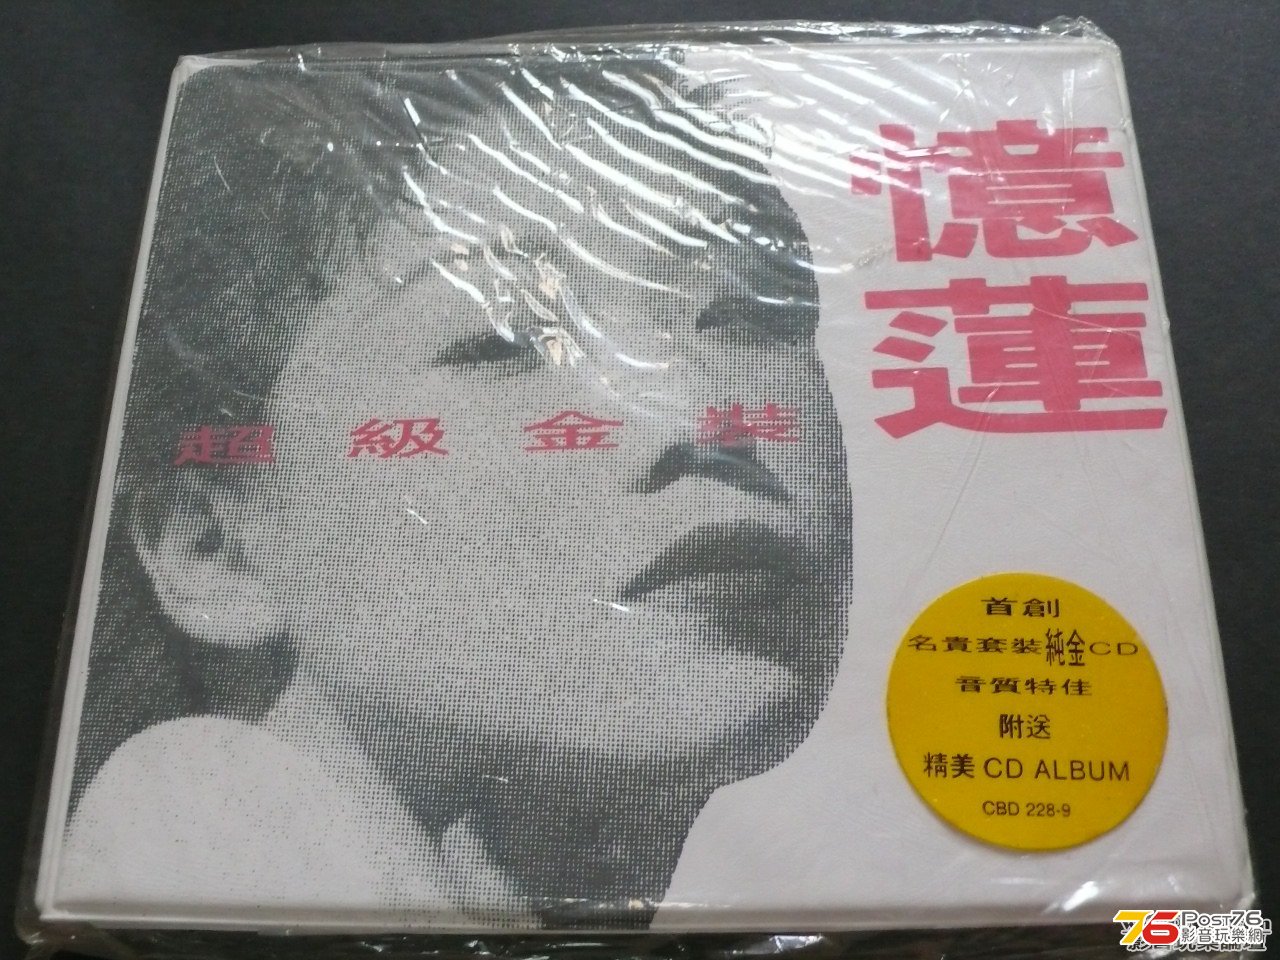 憶蓮
超級金裝
首創
名貴套裝純金CD
音質特佳
附送
精美 CD ALBUM
CBD 228-9
76 POST76
影音玩樂網